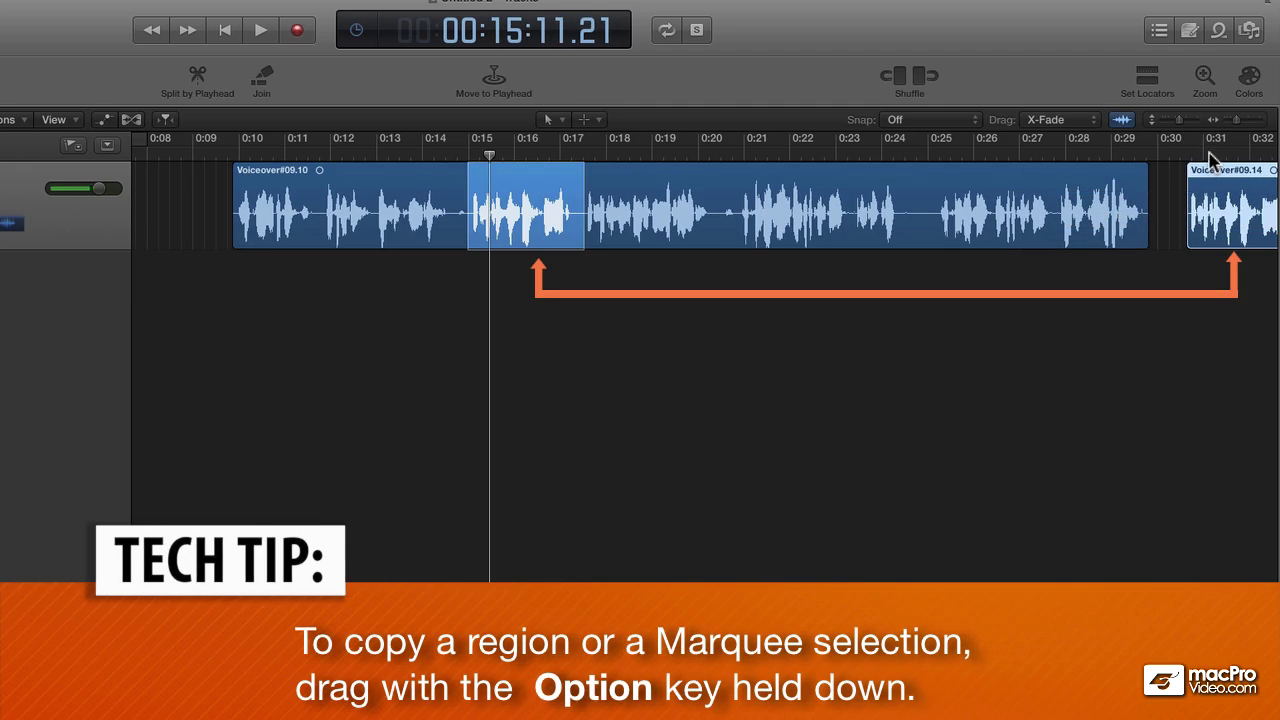 00:15:11.21
S
Split by Playhead
Join
Move to Playhead
Shuffle
Set Locators
Zoom
Colors
ons
View
Snap: Off
Drag: X-Fade
0:08 0:09 0:10 0:11 0:12 0:13 0:14 0:15 0:16 0:17 0:18 0:19 0:20 0:21 0:22 0:23 0:24 0:25 0:26 0:27 0:28 0:29 0:30 0:31 0:32
Voiceover#09.10
Voiceover#09.14
TECH TIP:
To copy a region or a Marquee selection,
drag with the Option key held down.
macPro
Video.com